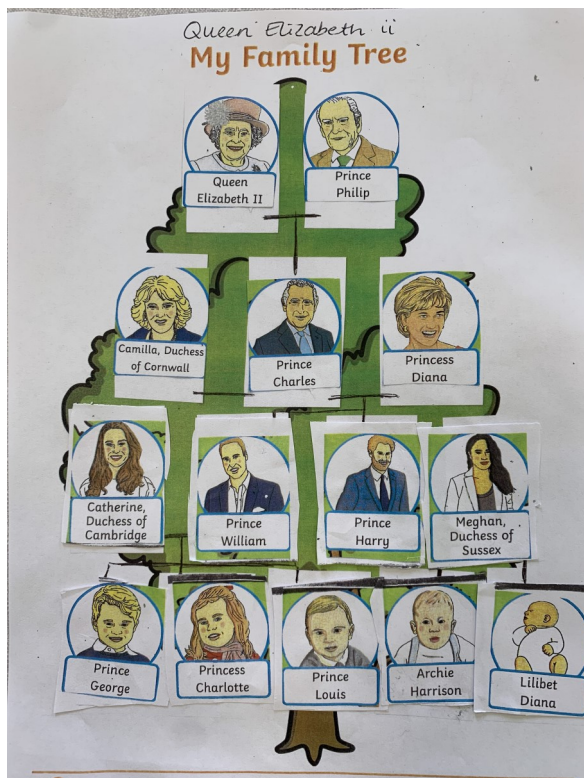 Queen Elizabeth ii
My Family Tree
Queen
Elizabeth II
Prince
Philip
Camilla, Duchess
of Cornwall
Prince
Charles
Princess
Diana
Catherine,
Duchess of
Cambridge
Prince
William
Prince
Harry
Meghan,
Duchess of
Sussex
Prince
George
Princess
Charlotte
Prince
Louis
Archie
Harrison
Lilibet
Diana